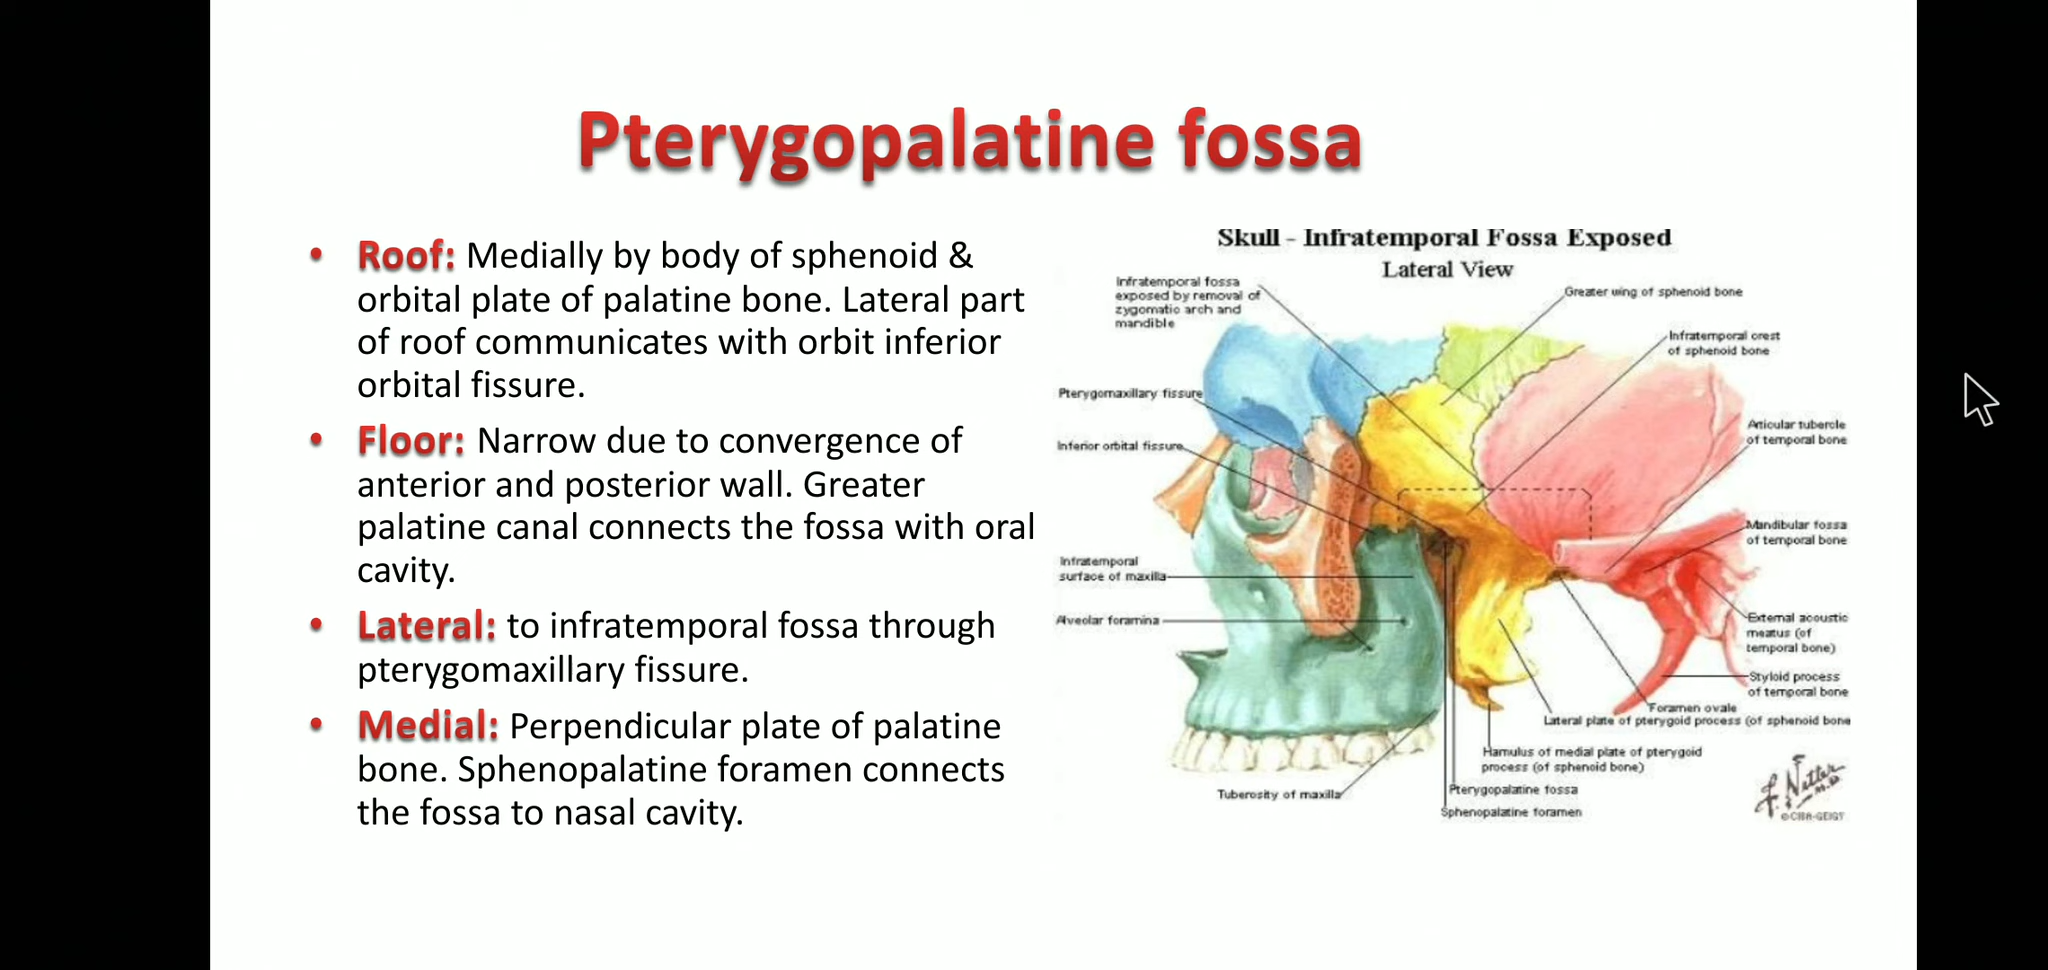 Pterygopalatine fossa
• Roof: Medially by body of sphenoid &
orbital plate of palatine bone. Lateral part
of roof communicates with orbit inferior
orbital fissure.
• Floor: Narrow due to convergence of
anterior and posterior wall. Greater
palatine canal connects the fossa with oral
cavity.
• Lateral: to infratemporal fossa through
pterygomaxillary fissure.
• Medial: Perpendicular plate of palatine
bone. Sphenopalatine foramen connects
the fossa to nasal cavity.
Skull - Infratemporal Fossa Exposed
Lateral View
Infratemporal fossa
exposed by removal of
zygomatic arch and
mandible
Greater wing of sphenoid bone
Infratemporal crest
of sphenoid bone
Pterygomaxillary fissure
Inferior orbital fissure
Articular tubercle
of temporal bone
Mandibular fossa
of temporal bone
Infratemporal
surface of maxilla
Alveolar foramina
External acoustic
meatus (of
temporal bone)
Styloid process
of temporal bone
Foramen ovale
Lateral plate of pterygoid process (of sphenoid bone
Hamulus of medial plate of pterygoid
process (of sphenoid bone)
Pterygopalatine fossa
Tuberosity of maxilla
Sphenopalatine foramen
F. Netter
M.D.
©CIBA-GEIGY